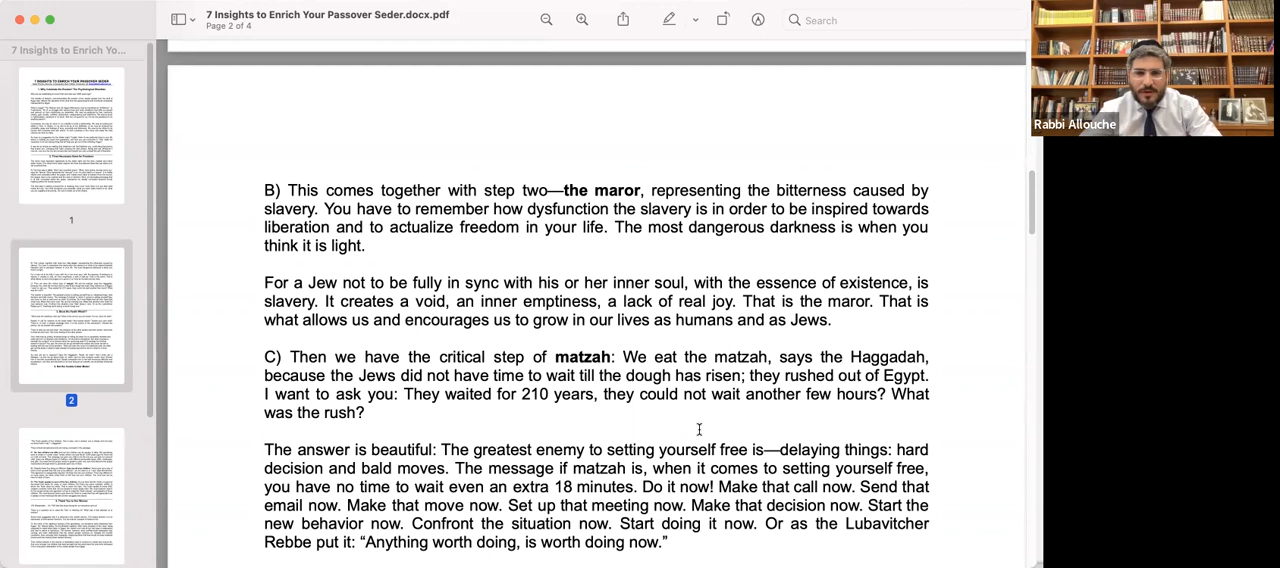 7 Insights to Enrich Your Passover Seder.docx.pdf
Page 2 of 4
Search
7 Insights to Enrich Yo...
1
2
Rabbi Allouche
B) This comes together with step two—the maror, representing the bitterness caused by
slavery. You have to remember how dysfunction the slavery is in order to be inspired towards
liberation and to actualize freedom in your life. The most dangerous darkness is when you
think it is light.
For a Jew not to be fully in sync with his or her inner soul, with the essence of existence, is
slavery. It creates a void, an inner emptiness, a lack of real joy. That is the maror. That is
what allows us and encourages us to grow in our lives as humans and as Jews.
C) Then we have the critical step of matzah: We eat the matzah, says the Haggadah,
because the Jews did not have time to wait till the dough has risen; they rushed out of Egypt.
I want to ask you: They waited for 210 years, they could not wait another few hours? What
was the rush?
The answer is beautiful: The greatest enemy to setting yourself free is—delaying things: hard
decision and bald moves. The message if matzah is, when it comes to setting yourself free,
you have no time to wait even for a 18 minutes. Do it now! Make that call now. Send that
email now. make that move now. Set up that meeting now. Make that decision now. Start the
new behavior now. Confront the situation now. Start doing it now. Or as the Lubavitcher
Rebbe put it: “Anything worth doing, is worth doing now.”